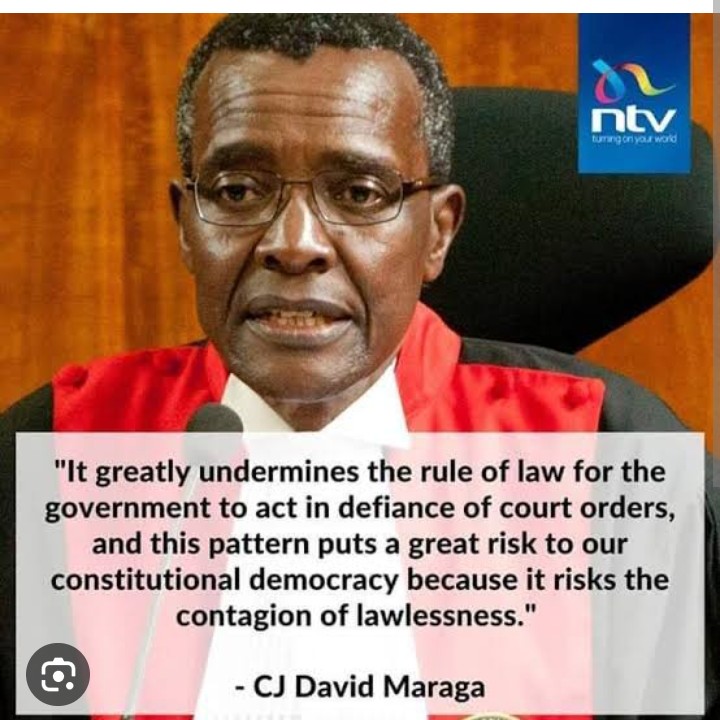 ntv
turning on your world
"It greatly undermines the rule of law for the
government to act in defiance of court orders,
and this pattern puts a great risk to our
constitutional democracy because it risks the
contagion of lawlessness."
- CJ David Maraga